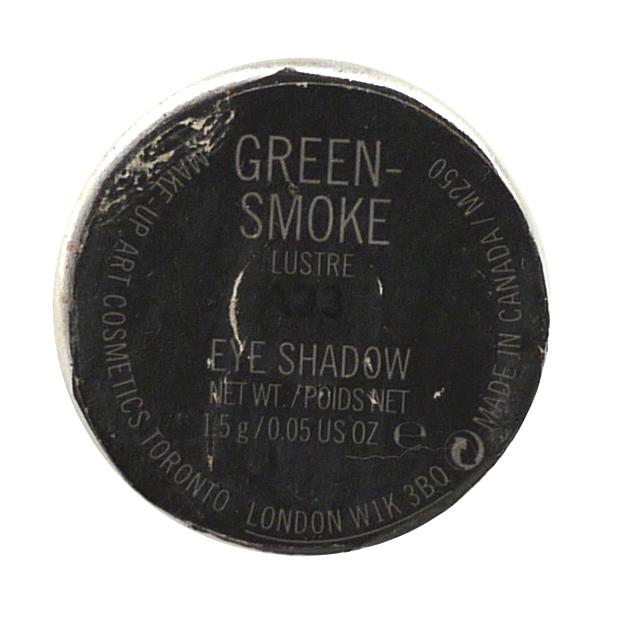 GREEN-
SMOKE
LUSTRE
A33
EYE SHADOW
NET WT. / POIDS NET
1.5 g / 0.05 US OZ ℮
MAKE-UP ART COSMETICS TORONTO LONDON W1K 3BQ
MADE IN CANADA / M250